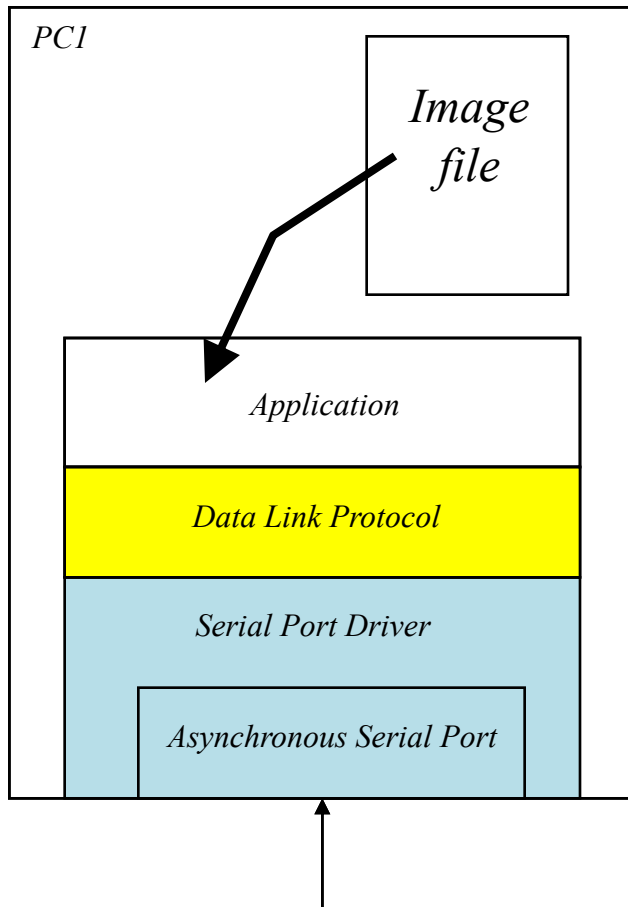 PC1
Image
file
Application
Data Link Protocol
Serial Port Driver
Asynchronous Serial Port